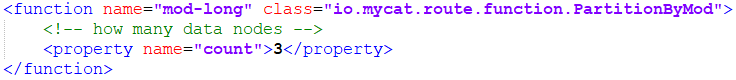 <function name="mod-long" class="io.mycat.route.function.PartitionByMod">
<!-- how many data nodes -->
<property name="count">3</property>
</function>